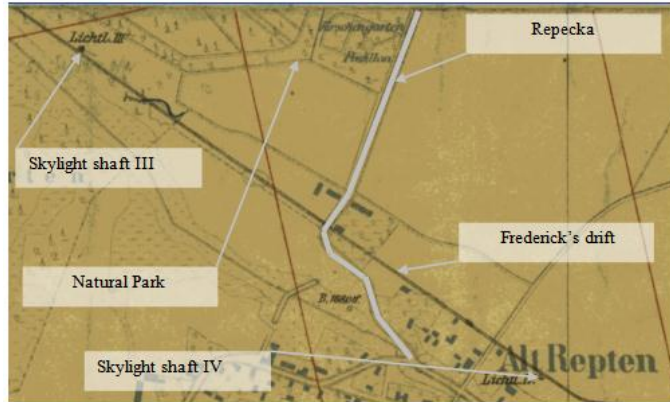 Lichtl. III
Repecka
Skylight shaft III
Frederick's drift
Natural Park
Skylight shaft IV
Alt Repten